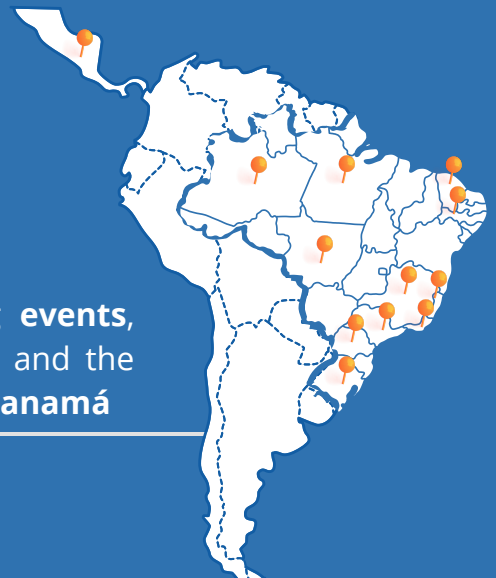 events,
and the
anamá